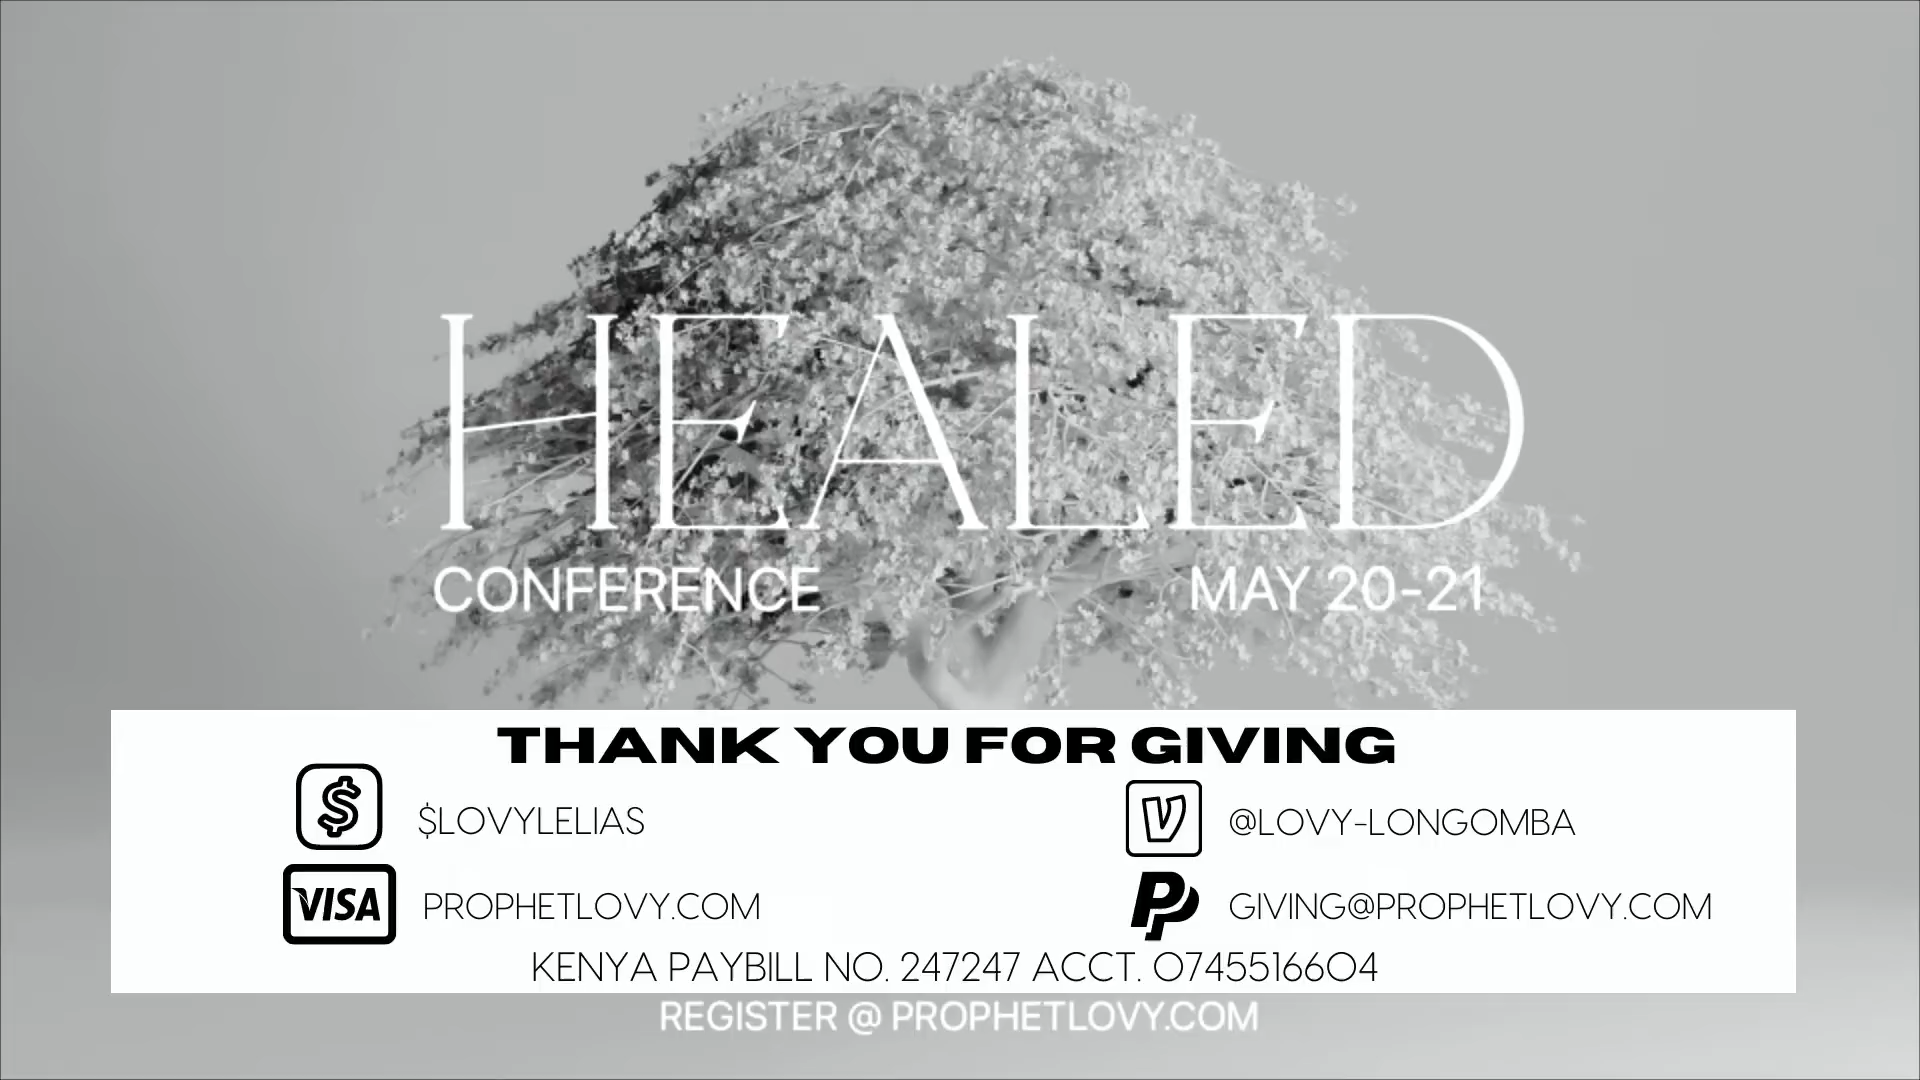 HEALED
CONFERENCE MAY 20-21
THANK YOU FOR GIVING
$LOVYLELIAS
@LOVY-LONGOMBA
VISA PROPHETLOVY.COM
GIVING@PROPHETLOVY.COM
KENYA PAYBILL NO. 247247 ACCT. 0745516604
REGISTER @ PROPHETLOVY.COM